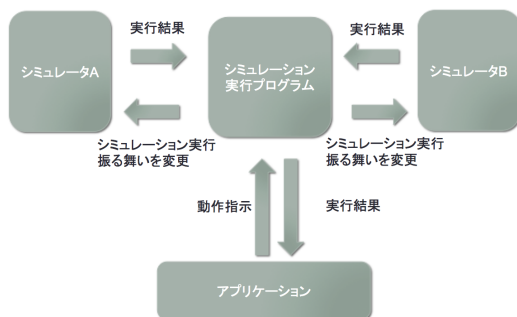 実行結果
実行結果
シミュレータA
シミュレーション
実行プログラム
シミュレータB
シミュレーション実行
振る舞いを変更
シミュレーション実行
振る舞いを変更
動作指示
実行結果
アプリケーション